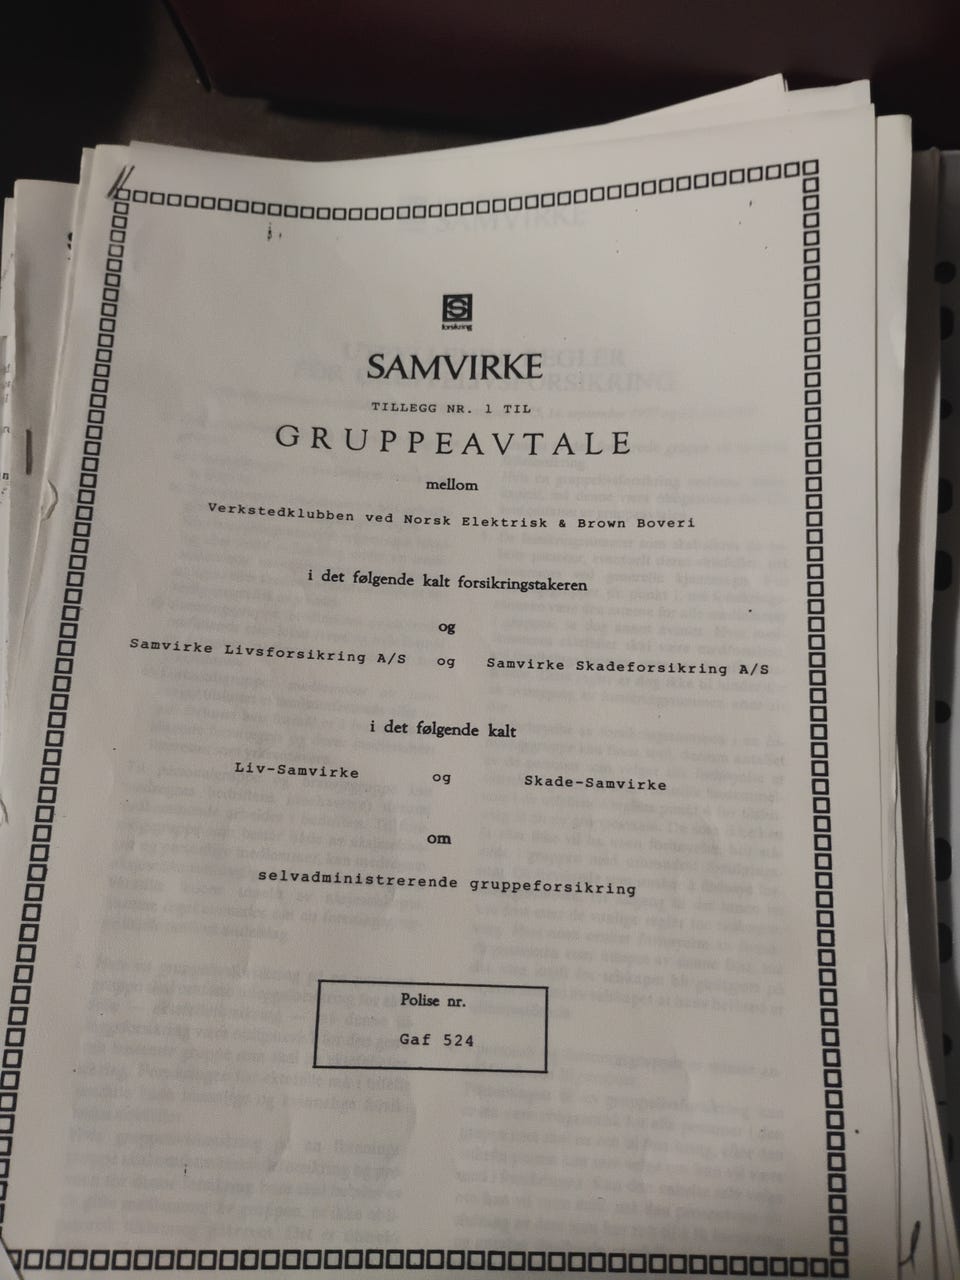 S
forsikring
SAMVIRKE
TILLEGG NR. 1 TIL
GRUPPEAVTALE
mellom
Verkstedklubben ved Norsk Elektrisk & Brown Boveri
i det følgende kalt forsikringstakeren
og
Samvirke Livsforsikring A/S og Samvirke Skadeforsikring A/S
i det følgende kalt
Liv-Samvirke og Skade-Samvirke
om
selvadministrerende gruppeforsikring
Polise nr.
Gaf 524